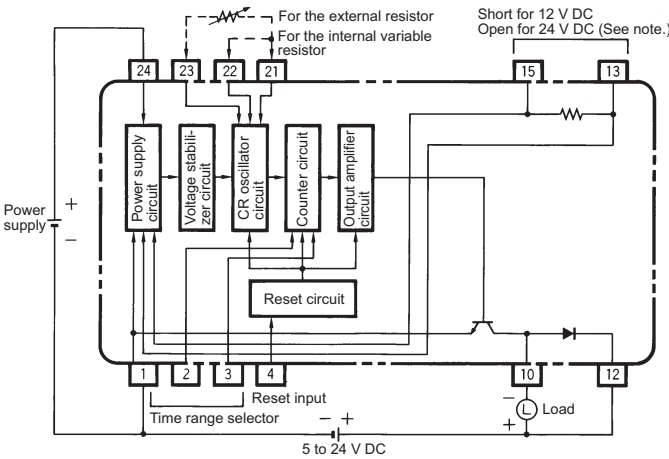 For the external resistor
For the internal variable
resistor
Short for 12 V DC
Open for 24 V DC (See note.)
24
23
22
21
15
13
Power supply
circuit
Voltage stabili-
zer circuit
CR oscillator
circuit
Counter circuit
Output amplifier
circuit
Power
supply
+
−
Reset circuit
1
2
3
4
10
12
Reset input
Time range selector
− +
5 to 24 V DC
−
L
Load
+